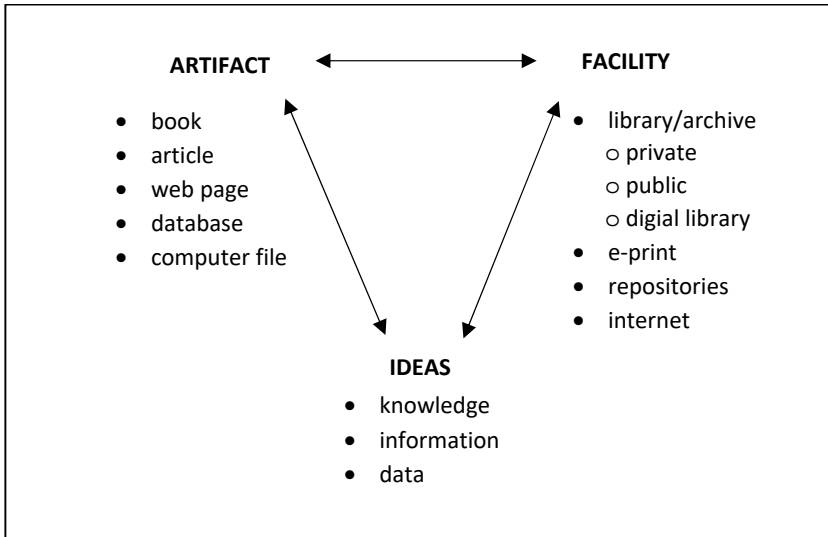 ARTIFACT
• book
• article
• web page
• database
• computer file
FACILITY
• library/archive
o private
o public
o digial library
• e-print
• repositories
• internet
IDEAS
• knowledge
• information
• data